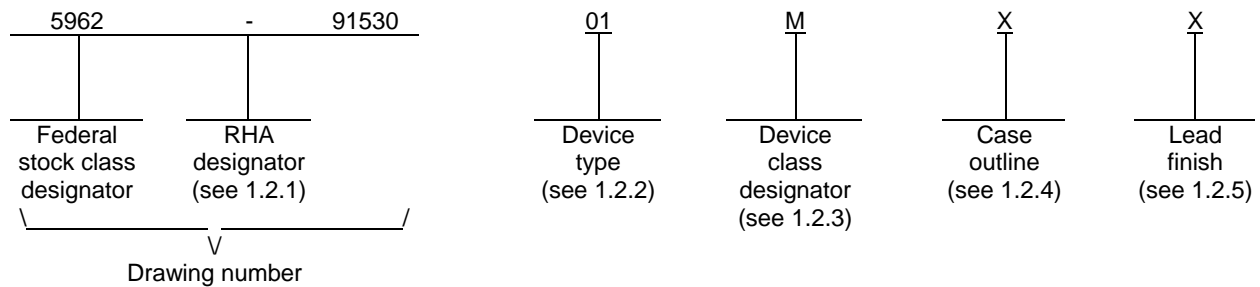 5962 - 91530 01 M X X
Federal stock class designator
RHA designator (see 1.2.1)
Device type (see 1.2.2)
Device class designator (see 1.2.3)
Case outline (see 1.2.4)
Lead finish (see 1.2.5)
\ /
\/
Drawing number